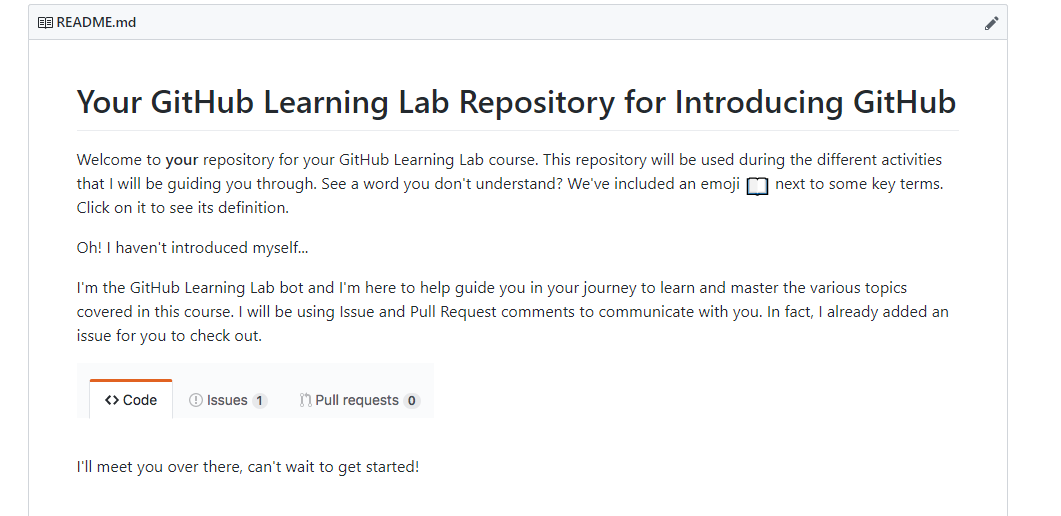 README.md
Your GitHub Learning Lab Repository for Introducing GitHub
Welcome to your repository for your GitHub Learning Lab course. This repository will be used during the different activities
that I will be guiding you through. See a word you don't understand? We've included an emoji 📖 next to some key terms.
Click on it to see its definition.
Oh! I haven't introduced myself...
I'm the GitHub Learning Lab bot and I'm here to help guide you in your journey to learn and master the various topics
covered in this course. I will be using Issue and Pull Request comments to communicate with you. In fact, I already added an
issue for you to check out.
<> Code Issues 1 Pull requests 0
I'll meet you over there, can't wait to get started!